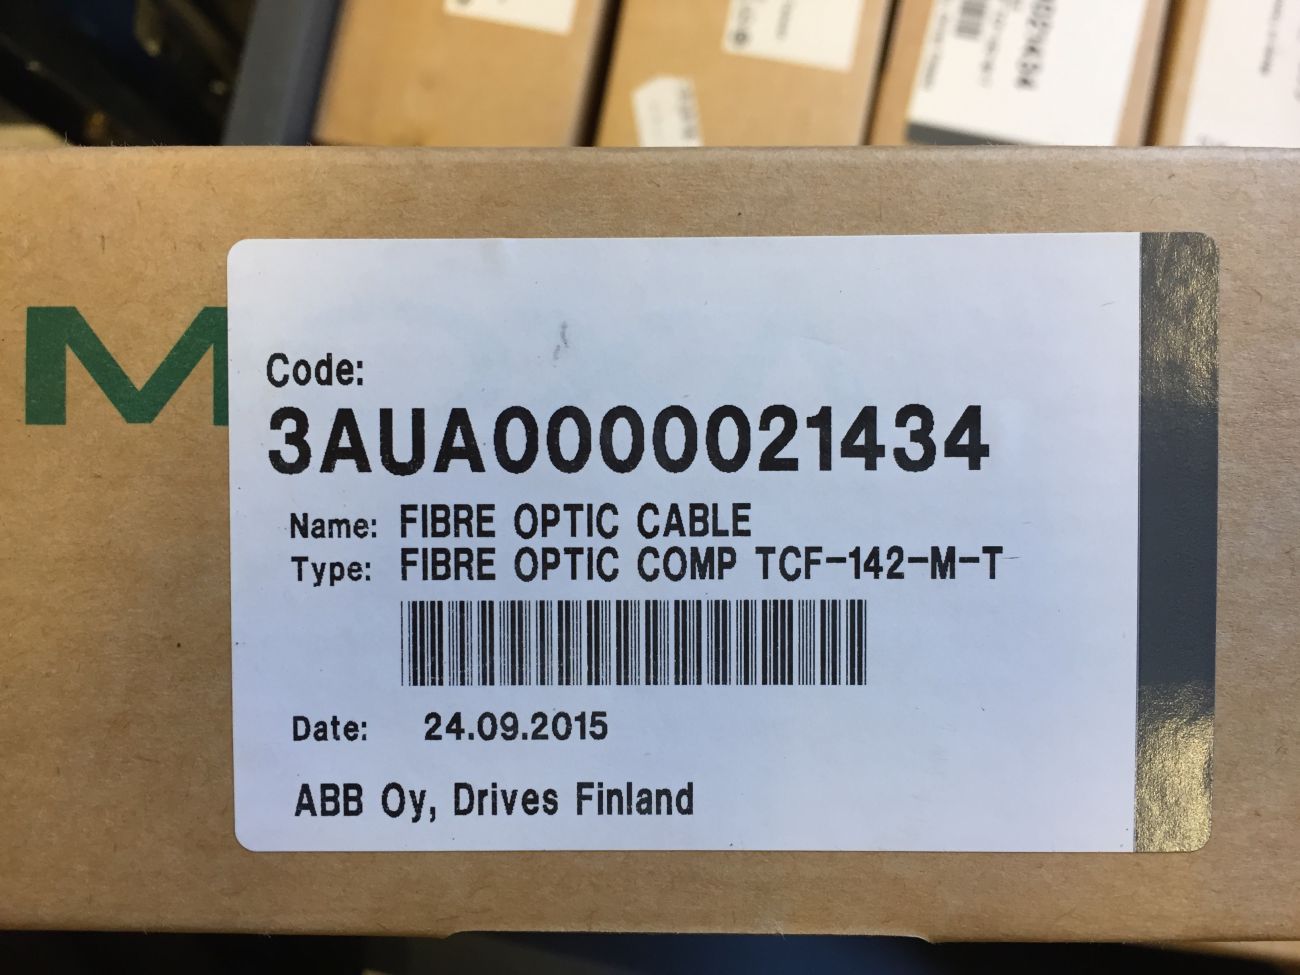 M
Code:
3AUA0000021434
Name: FIBRE OPTIC CABLE
Type: FIBRE OPTIC COMP TCF-142-M-T
Date: 24.09.2015
ABB Oy, Drives Finland